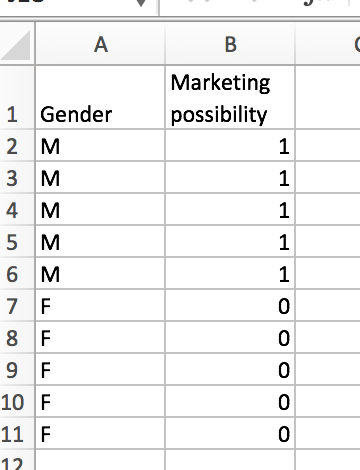 A B
Marketing
1 Gender possibility
2 M 1
3 M 1
4 M 1
5 M 1
6 M 1
7 F 0
8 F 0
9 F 0
10 F 0
11 F 0
12